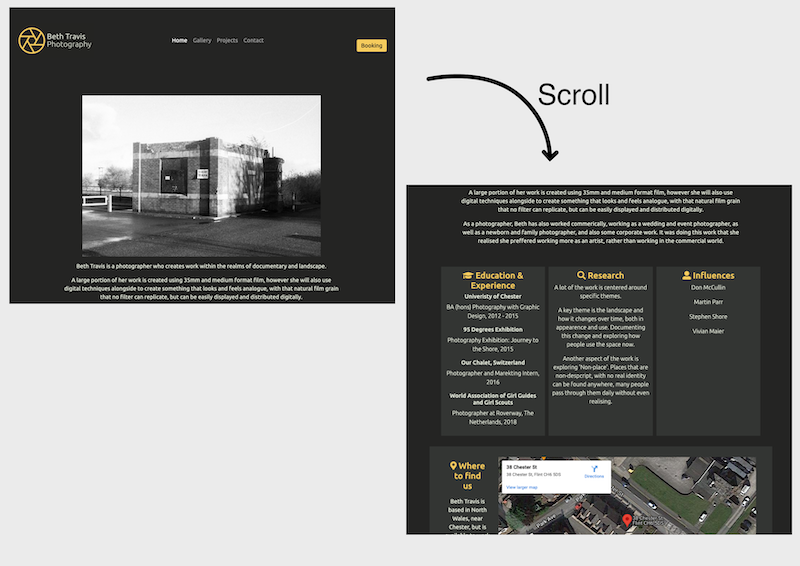 Beth Travis
Photography
Home Gallery Projects Contact
Booking
Beth Travis is a photographer who creates work within the realms of documentary and landscape.
A large portion of her work is created using 35mm and medium format film, however she will also use
digital techniques alongside to create something that looks and feels analogue, with that natural film grain
that no filter can replicate, but can be easily displayed and distributed digitally.
Scroll
A large portion of her work is created using 35mm and medium format film, however she will also use
digital techniques alongside to create something that looks and feels analogue, with that natural film grain
that no filter can replicate, but can be easily displayed and distributed digitally.
As a photographer, Beth has also worked commerically, working as a wedding and event photographer, as
well as a newborn and family photographer, and also some corporate work. It was doing this work that she
realised she preffered working more as an artist, rather than working in the commercial world.
Education &
Experience
Univeristy of Chester
BA (hons) Photography with Graphic
Design, 2012 - 2015
95 Degrees Exhibition
Photography Exhibition: Journey to
the Shore, 2015
Our Chalet, Switzerland
Photographer and Marekting Intern,
2016
World Association of Girl Guides
and Girl Scouts
Photographer at Roverway, The
Netherlands, 2018
Research
A lot of the work is centered around
specific themes.
A key theme is the landscape and
how it changes over time, both in
appearence and use. Documenting
this change and exploring how
people use the space now.
Another aspect of the work is
exploring 'Non-place'. Places that are
non-despcript, with no real identity
can be found anywhere, many people
pass through them daily without even
realising.
Influences
Don McCullin
Martin Parr
Stephen Shore
Vivian Maier
Where
to find
us
Beth Travis is
based in North
Wales, near
Chester, but is
38 Chester St
38 Chester St, Flint CH6 5DS
Directions
View larger map
Park Ave
38 Chester St,
Flint CH6 5DS